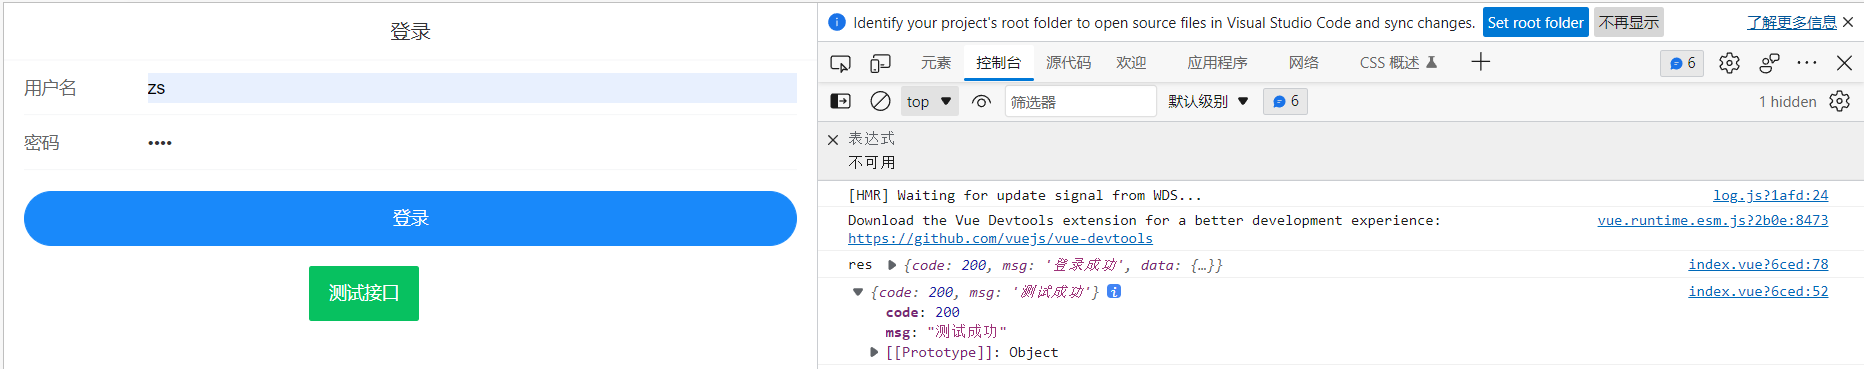 登录
用户名 zs
密码 ••••
登录
测试接口
Identify your project's root folder to open source files in Visual Studio Code and sync changes. Set root folder 不再显示 了解更多信息
元素 控制台 源代码 欢迎 应用程序 网络 CSS 概述 6
top 筛选器 默认级别 6 1 hidden
表达式
不可用
[HMR] Waiting for update signal from WDS... log.js?1afd:24
Download the Vue Devtools extension for a better development experience: vue.runtime.esm.js?2b0e:8473
https://github.com/vuejs/vue-devtools
res {code: 200, msg: '登录成功', data: {…}} index.vue?6ced:78
{code: 200, msg: '测试成功'} index.vue?6ced:52
code: 200
msg: "测试成功"
[[Prototype]]: Object